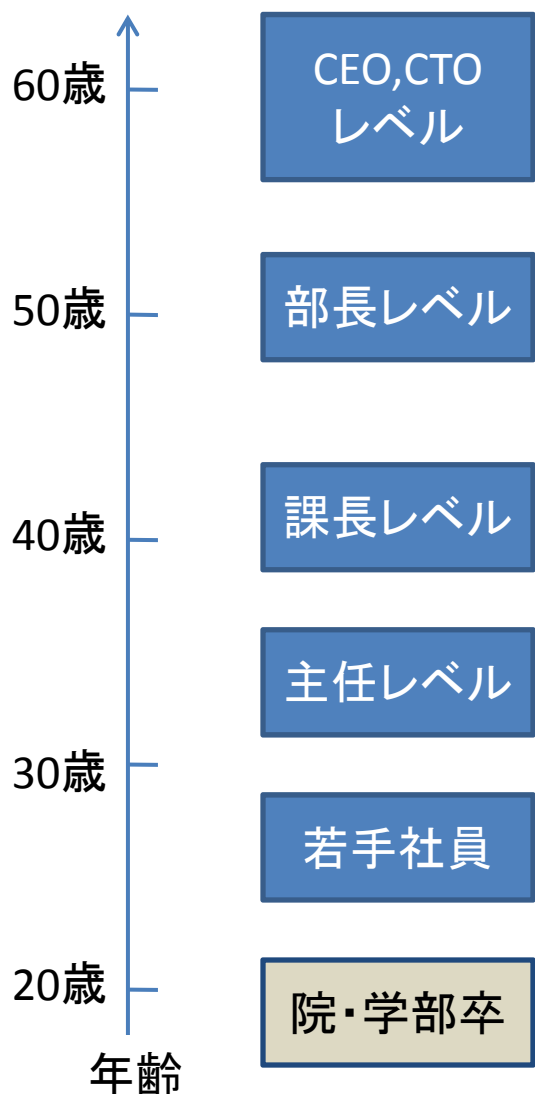 60歳
CEO,CTO
レベル
50歳
部長レベル
40歳
課長レベル
主任レベル
30歳
若手社員
20歳
院・学部卒
年齢